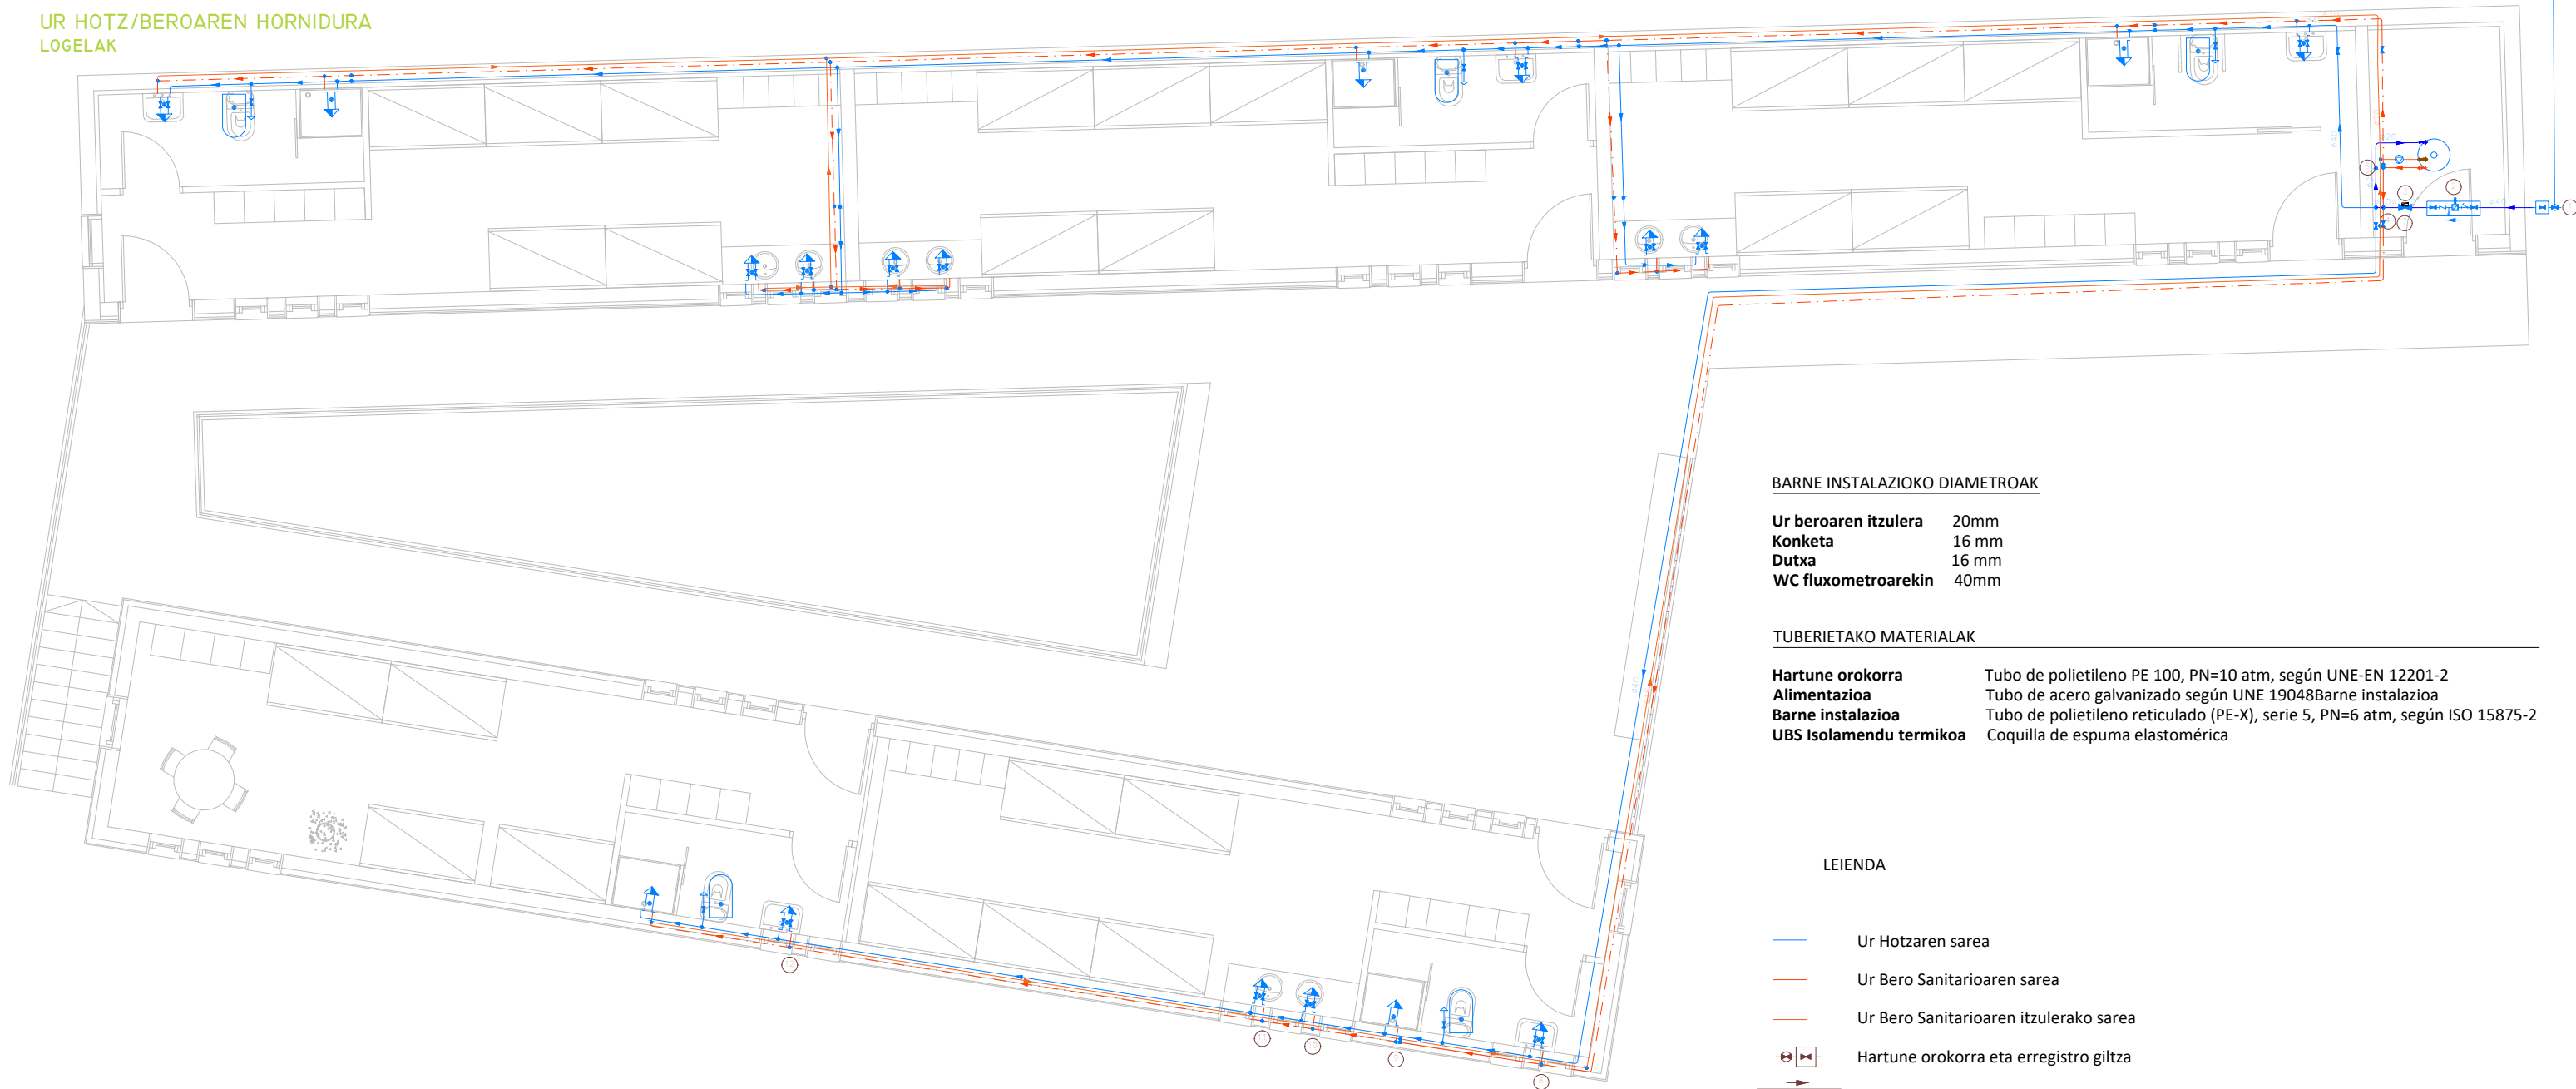 UR HOTZ/BEROAREN HORNIDURA
LOGELAK
BARNE INSTALAZIOKO DIAMETROAK
Ur beroaren itzulera 20mm
Konketa 16 mm
Dutxa 16 mm
WC fluxometroarekin 40mm
TUBERIETAKO MATERIALAK
Hartune orokorra Tubo de polietileno PE 100, PN=10 atm, según UNE-EN 12201-2
Alimentazioa Tubo de acero galvanizado según UNE 19048Barne instalazioa
Barne instalazioa Tubo de polietileno reticulado (PE-X), serie 5, PN=6 atm, según ISO 15875-2
UBS Isolamendu termikoa Coquilla de espuma elastomérica
LEIENDA
Ur Hotzaren sarea
Ur Bero Sanitarioaren sarea
Ur Bero Sanitarioaren itzulerako sarea
Hartune orokorra eta erregistro giltza